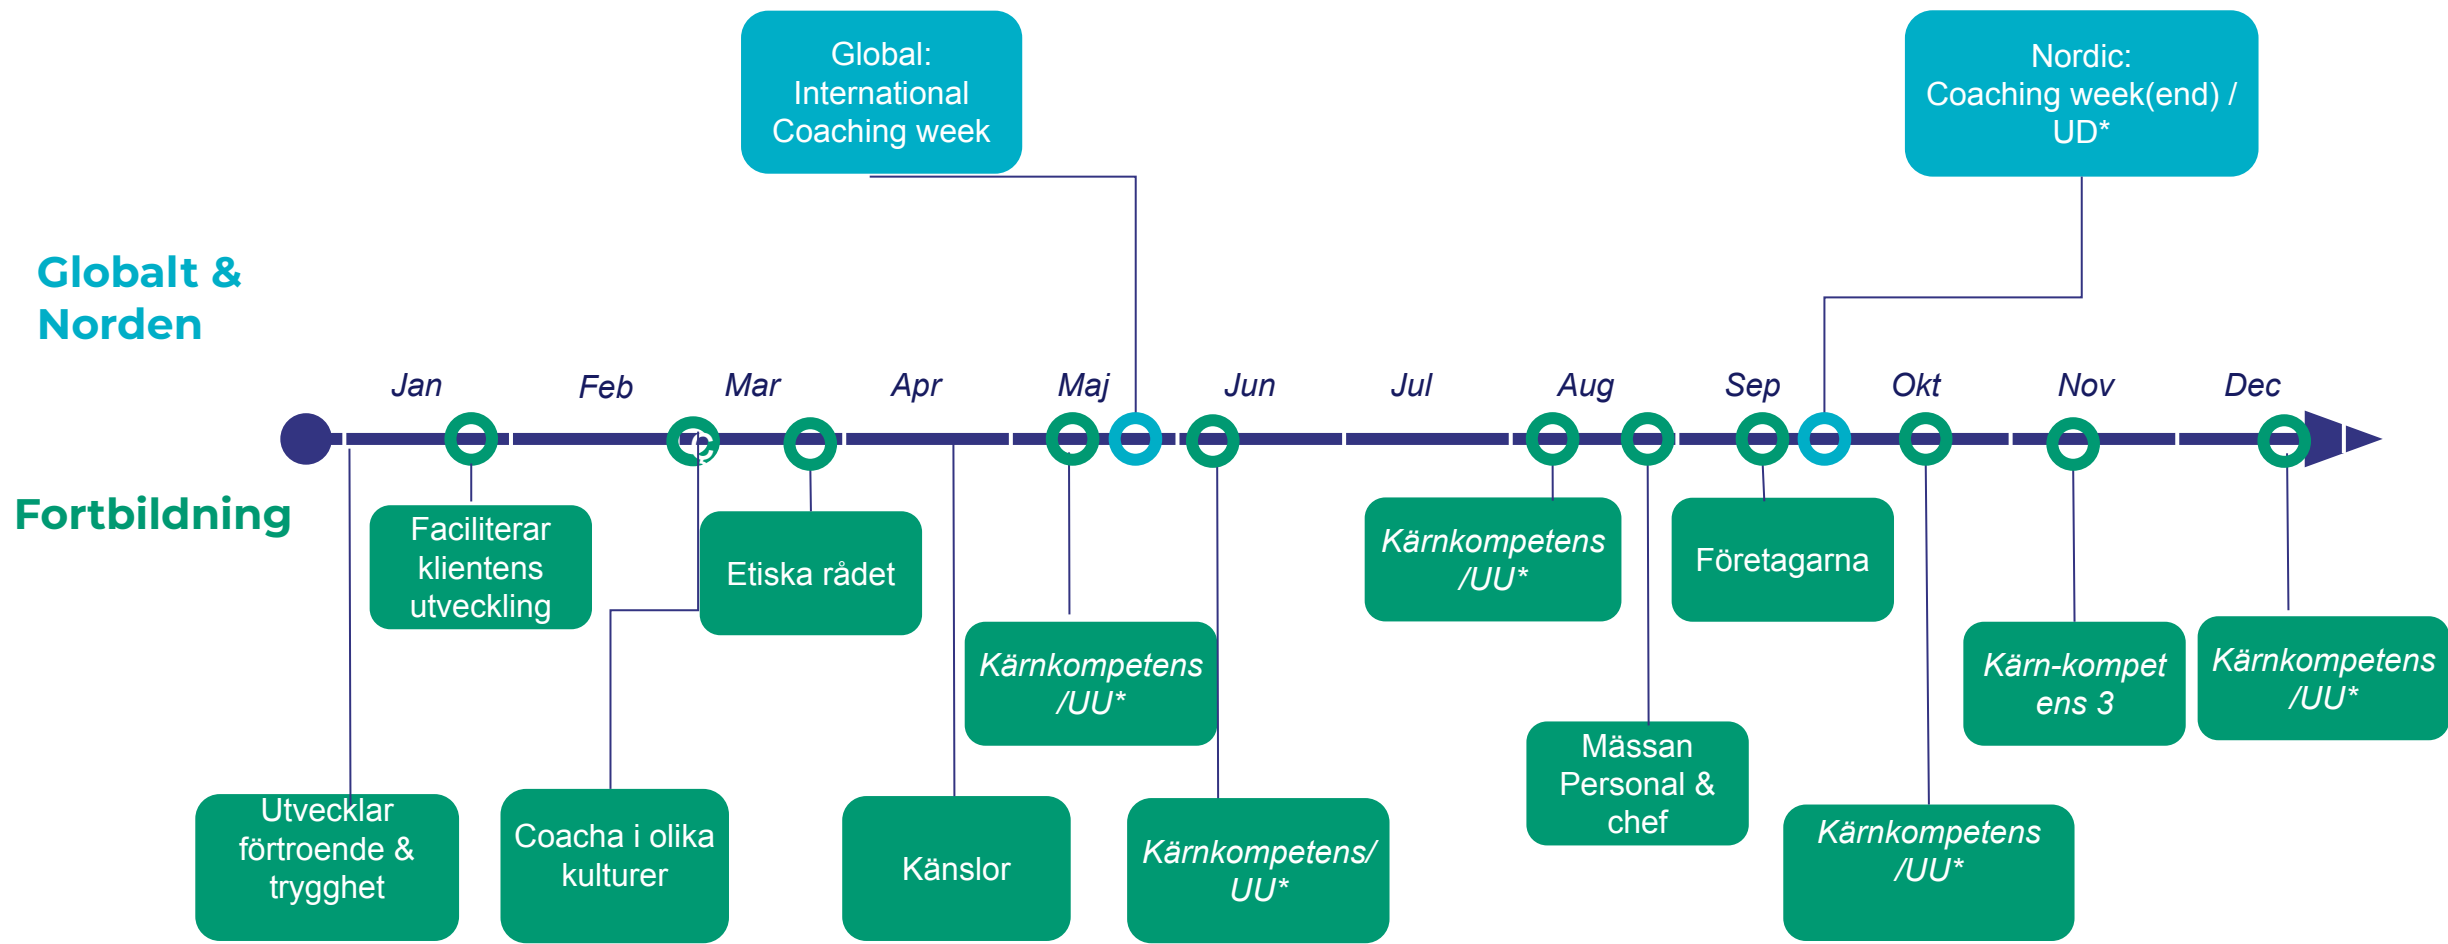 Global:
International
Coaching week
Nordic:
Coaching week(end) /
UD*
Globalt &
Norden
Jan
Feb
Mar
Apr
Maj
Jun
Jul
Aug
Sep
Okt
Nov
Dec
Fortbildning
Faciliterar
klientens
utveckling
Etiska rådet
Kärnkompetens
/UU*
Kärnkompetens
/UU*
Företagarna
Kärn-kompet
ens 3
Kärnkompetens
/UU*
Utvecklar
förtroende &
trygghet
Coacha i olika
kulturer
Känslor
Kärnkompetens/
UU*
Mässan
Personal &
chef
Kärnkompetens
/UU*